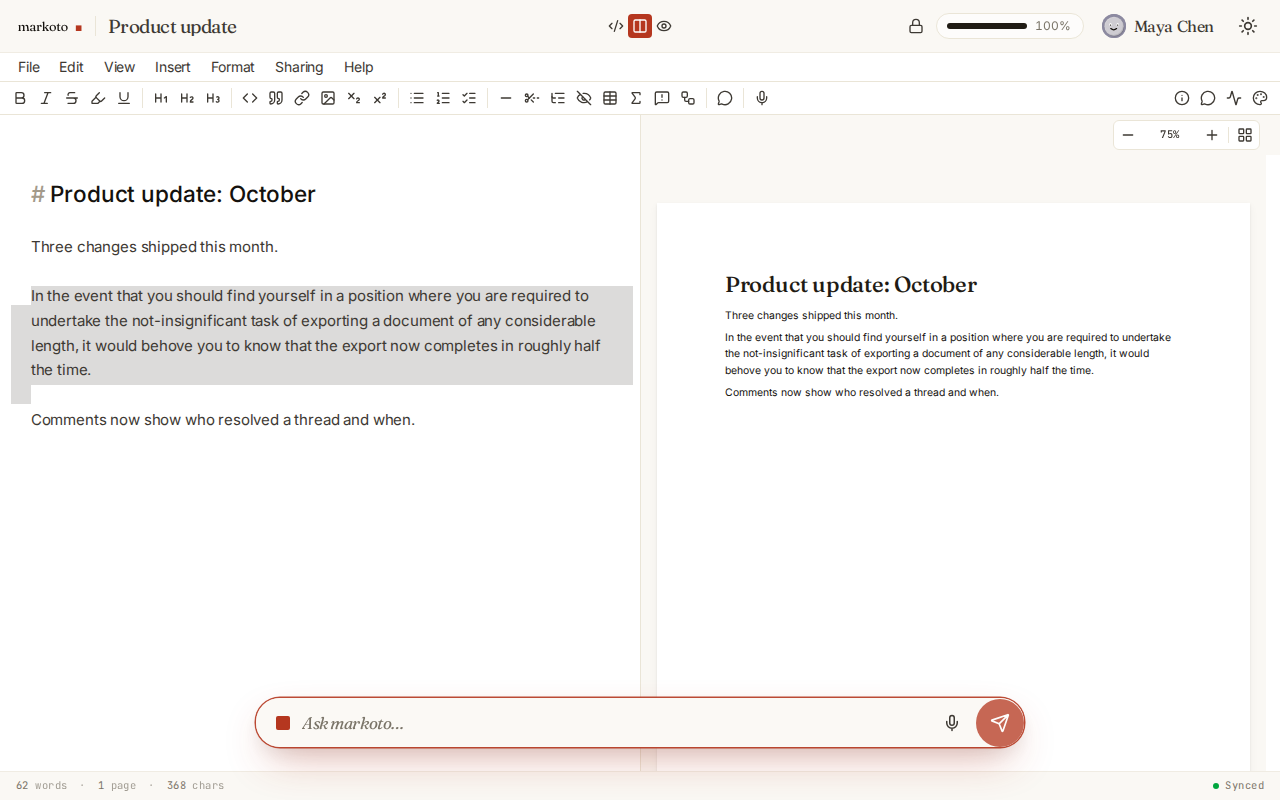 markoto
Product update
100%
Maya Chen
File Edit View Insert Format Sharing Help
H1 H2 H3
75%
# Product update: October
Three changes shipped this month.
In the event that you should find yourself in a position where you are required to
undertake the not-insignificant task of exporting a document of any considerable
length, it would behove you to know that the export now completes in roughly half
the time.
Comments now show who resolved a thread and when.
Product update: October
Three changes shipped this month.
In the event that you should find yourself in a position where you are required to undertake
the not-insignificant task of exporting a document of any considerable length, it would
behove you to know that the export now completes in roughly half the time.
Comments now show who resolved a thread and when.
Ask markoto...
62 words · 1 page · 368 chars
Synced